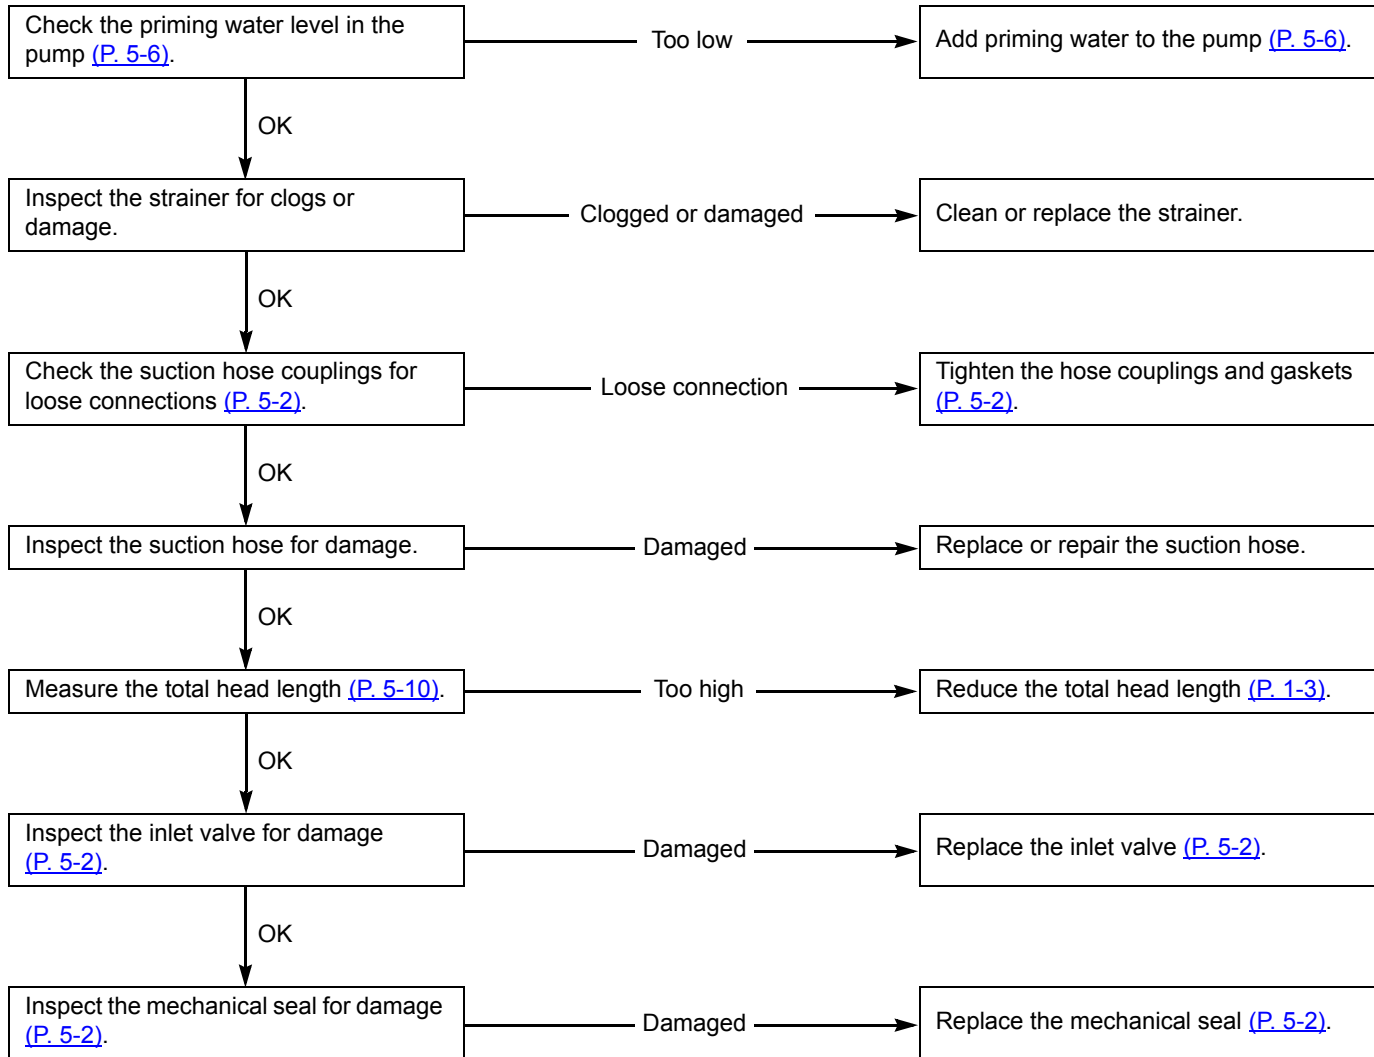 Check the priming water level in the
pump (P. 5-6).
Too low
Add priming water to the pump (P. 5-6).
OK
Inspect the strainer for clogs or
damage.
Clogged or damaged
Clean or replace the strainer.
OK
Check the suction hose couplings for
loose connections (P. 5-2).
Loose connection
Tighten the hose couplings and gaskets
(P. 5-2).
OK
Inspect the suction hose for damage.
Damaged
Replace or repair the suction hose.
OK
Measure the total head length (P. 5-10).
Too high
Reduce the total head length (P. 1-3).
OK
Inspect the inlet valve for damage
(P. 5-2).
Damaged
Replace the inlet valve (P. 5-2).
OK
Inspect the mechanical seal for damage
(P. 5-2).
Damaged
Replace the mechanical seal (P. 5-2).